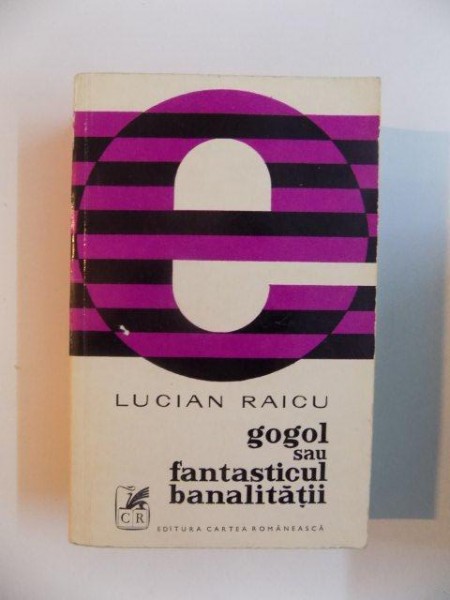 e
LUCIAN RAICU
gogol
sau
fantasticul
banalității
CR
EDITURA CARTEA ROMÂNEASCĂ